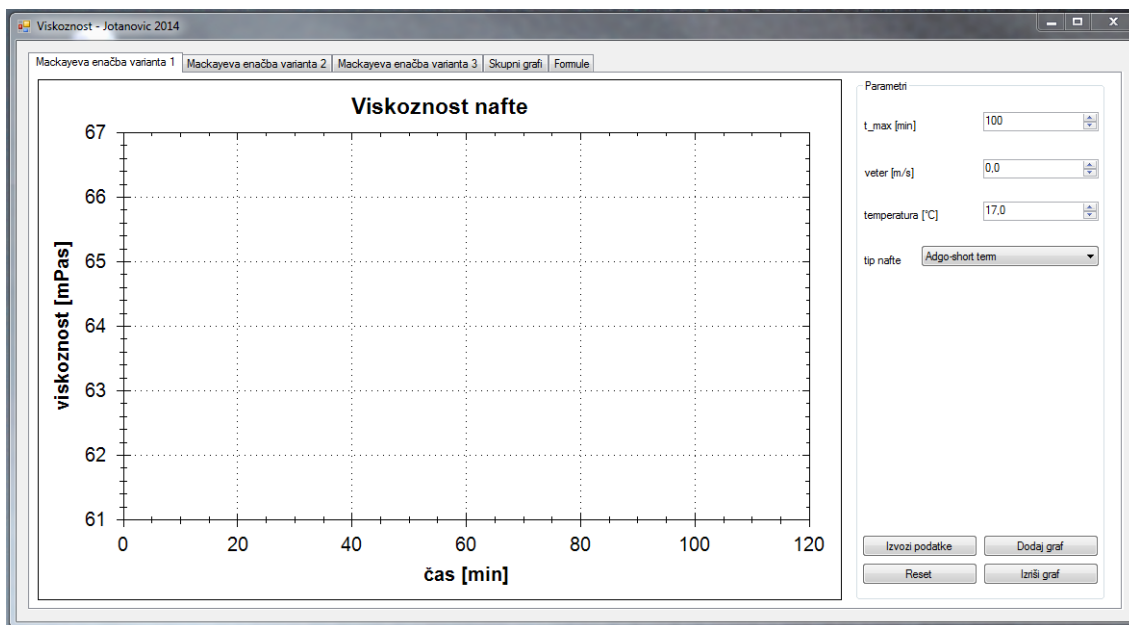 Viskoznost - Jotanovic 2014
Mackayeva enačba varianta 1 Mackayeva enačba varianta 2 Mackayeva enačba varianta 3 Skupni grafi Formule
Viskoznost nafte
67
66
65
64
63
62
61
viskoznost [mPas]
0 20 40 60 80 100 120
čas [min]
Parametri
t_max [min] 100
veter [m/s] 0,0
temperatura [°C] 17,0
tip nafte Adgo-short term
Izvozi podatke Dodaj graf
Reset Izriši graf